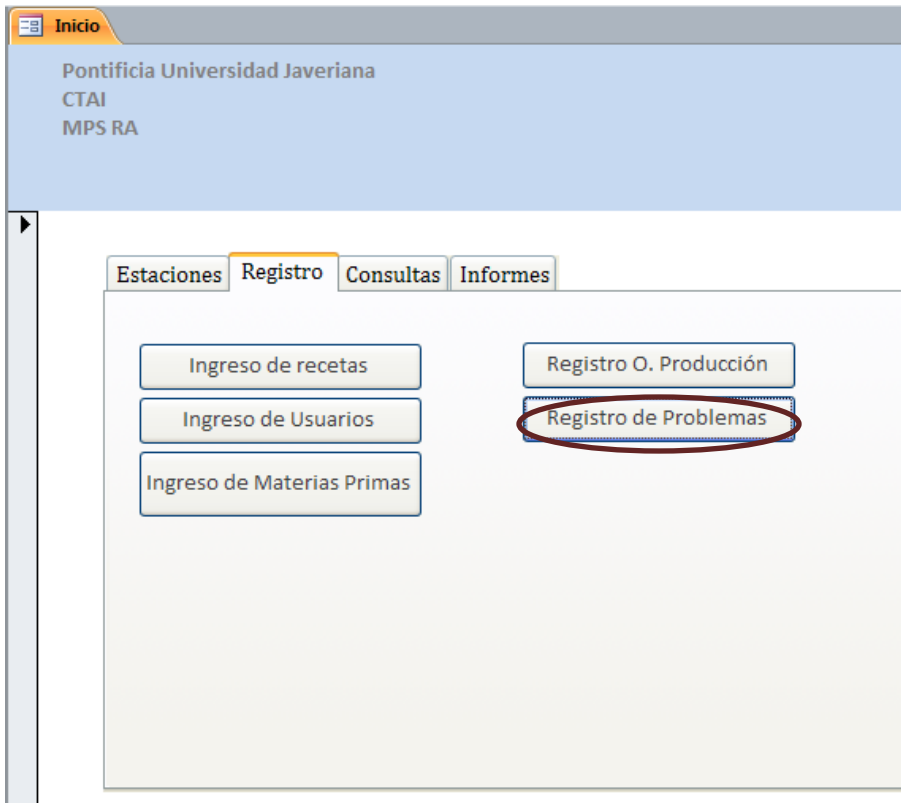 Inicio
Pontificia Universidad Javeriana
CTAI
MPS RA
Estaciones Registro Consultas Informes
Ingreso de recetas
Registro O. Producción
Ingreso de Usuarios
Registro de Problemas
Ingreso de Materias Primas